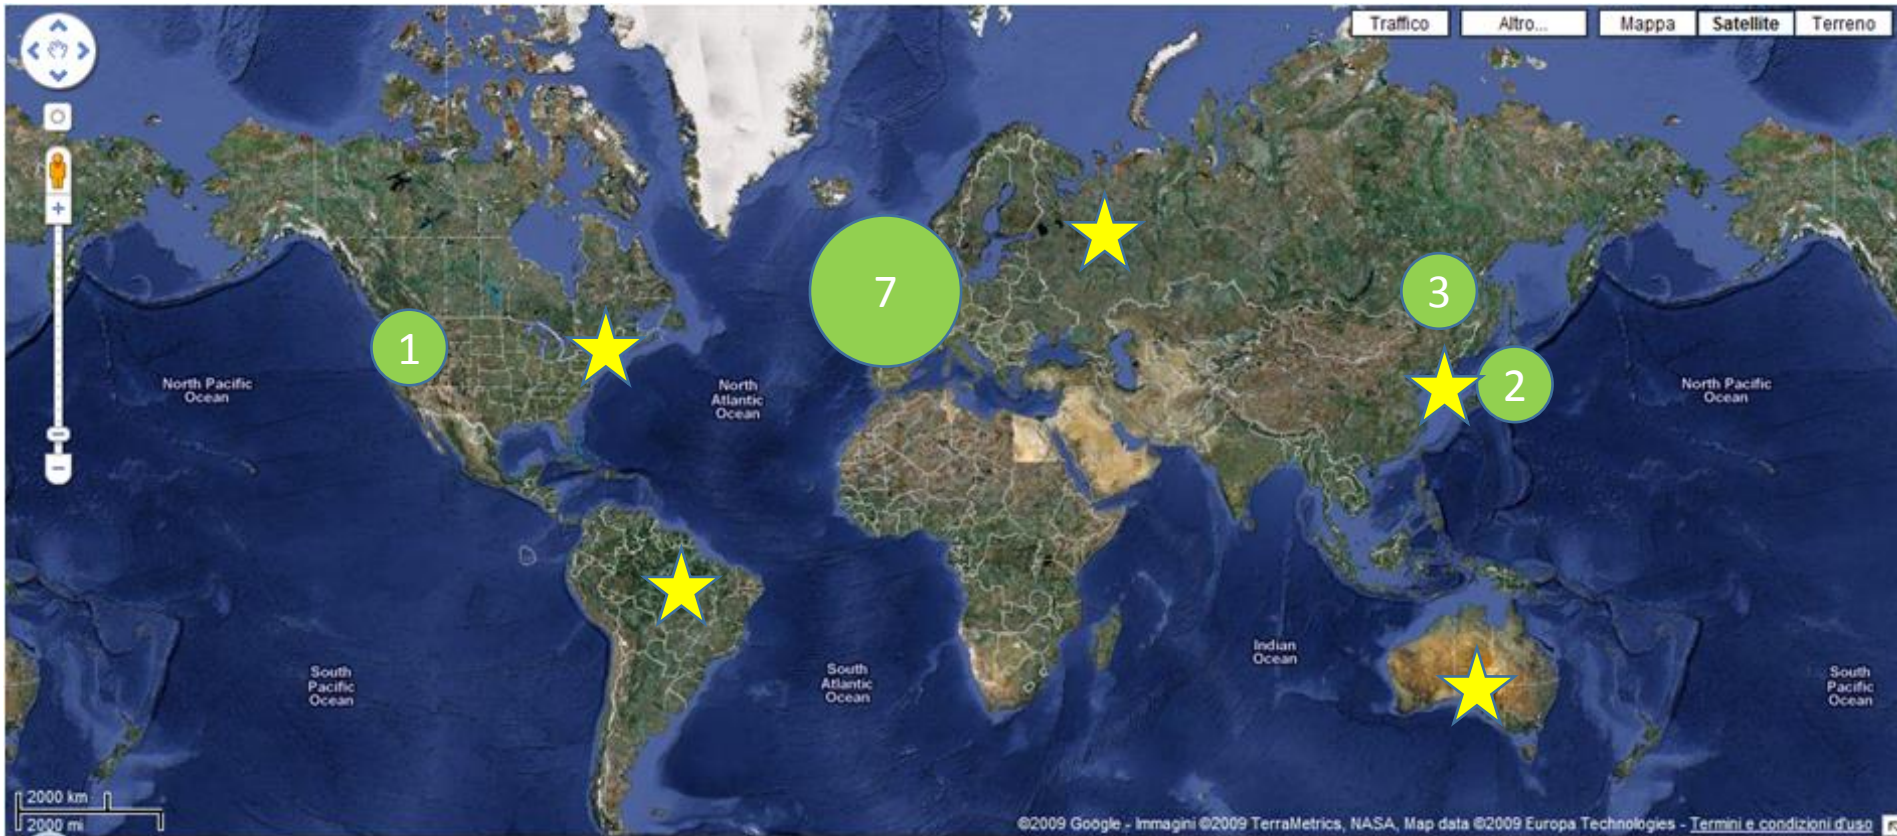 Traffico
Altro...
Mappa
Satellite
Terreno
7
3
1
2
North Pacific
Ocean
North
Atlantic
Ocean
North Pacific
Ocean
South
Pacific
Ocean
South
Atlantic
Ocean
Indian
Ocean
South
Pacific
Ocean
2000 km
2000 mi
©2009 Google - Immagini ©2009 TerraMetrics, NASA, Map data ©2009 Europa Technologies - Termini e condizioni d'uso